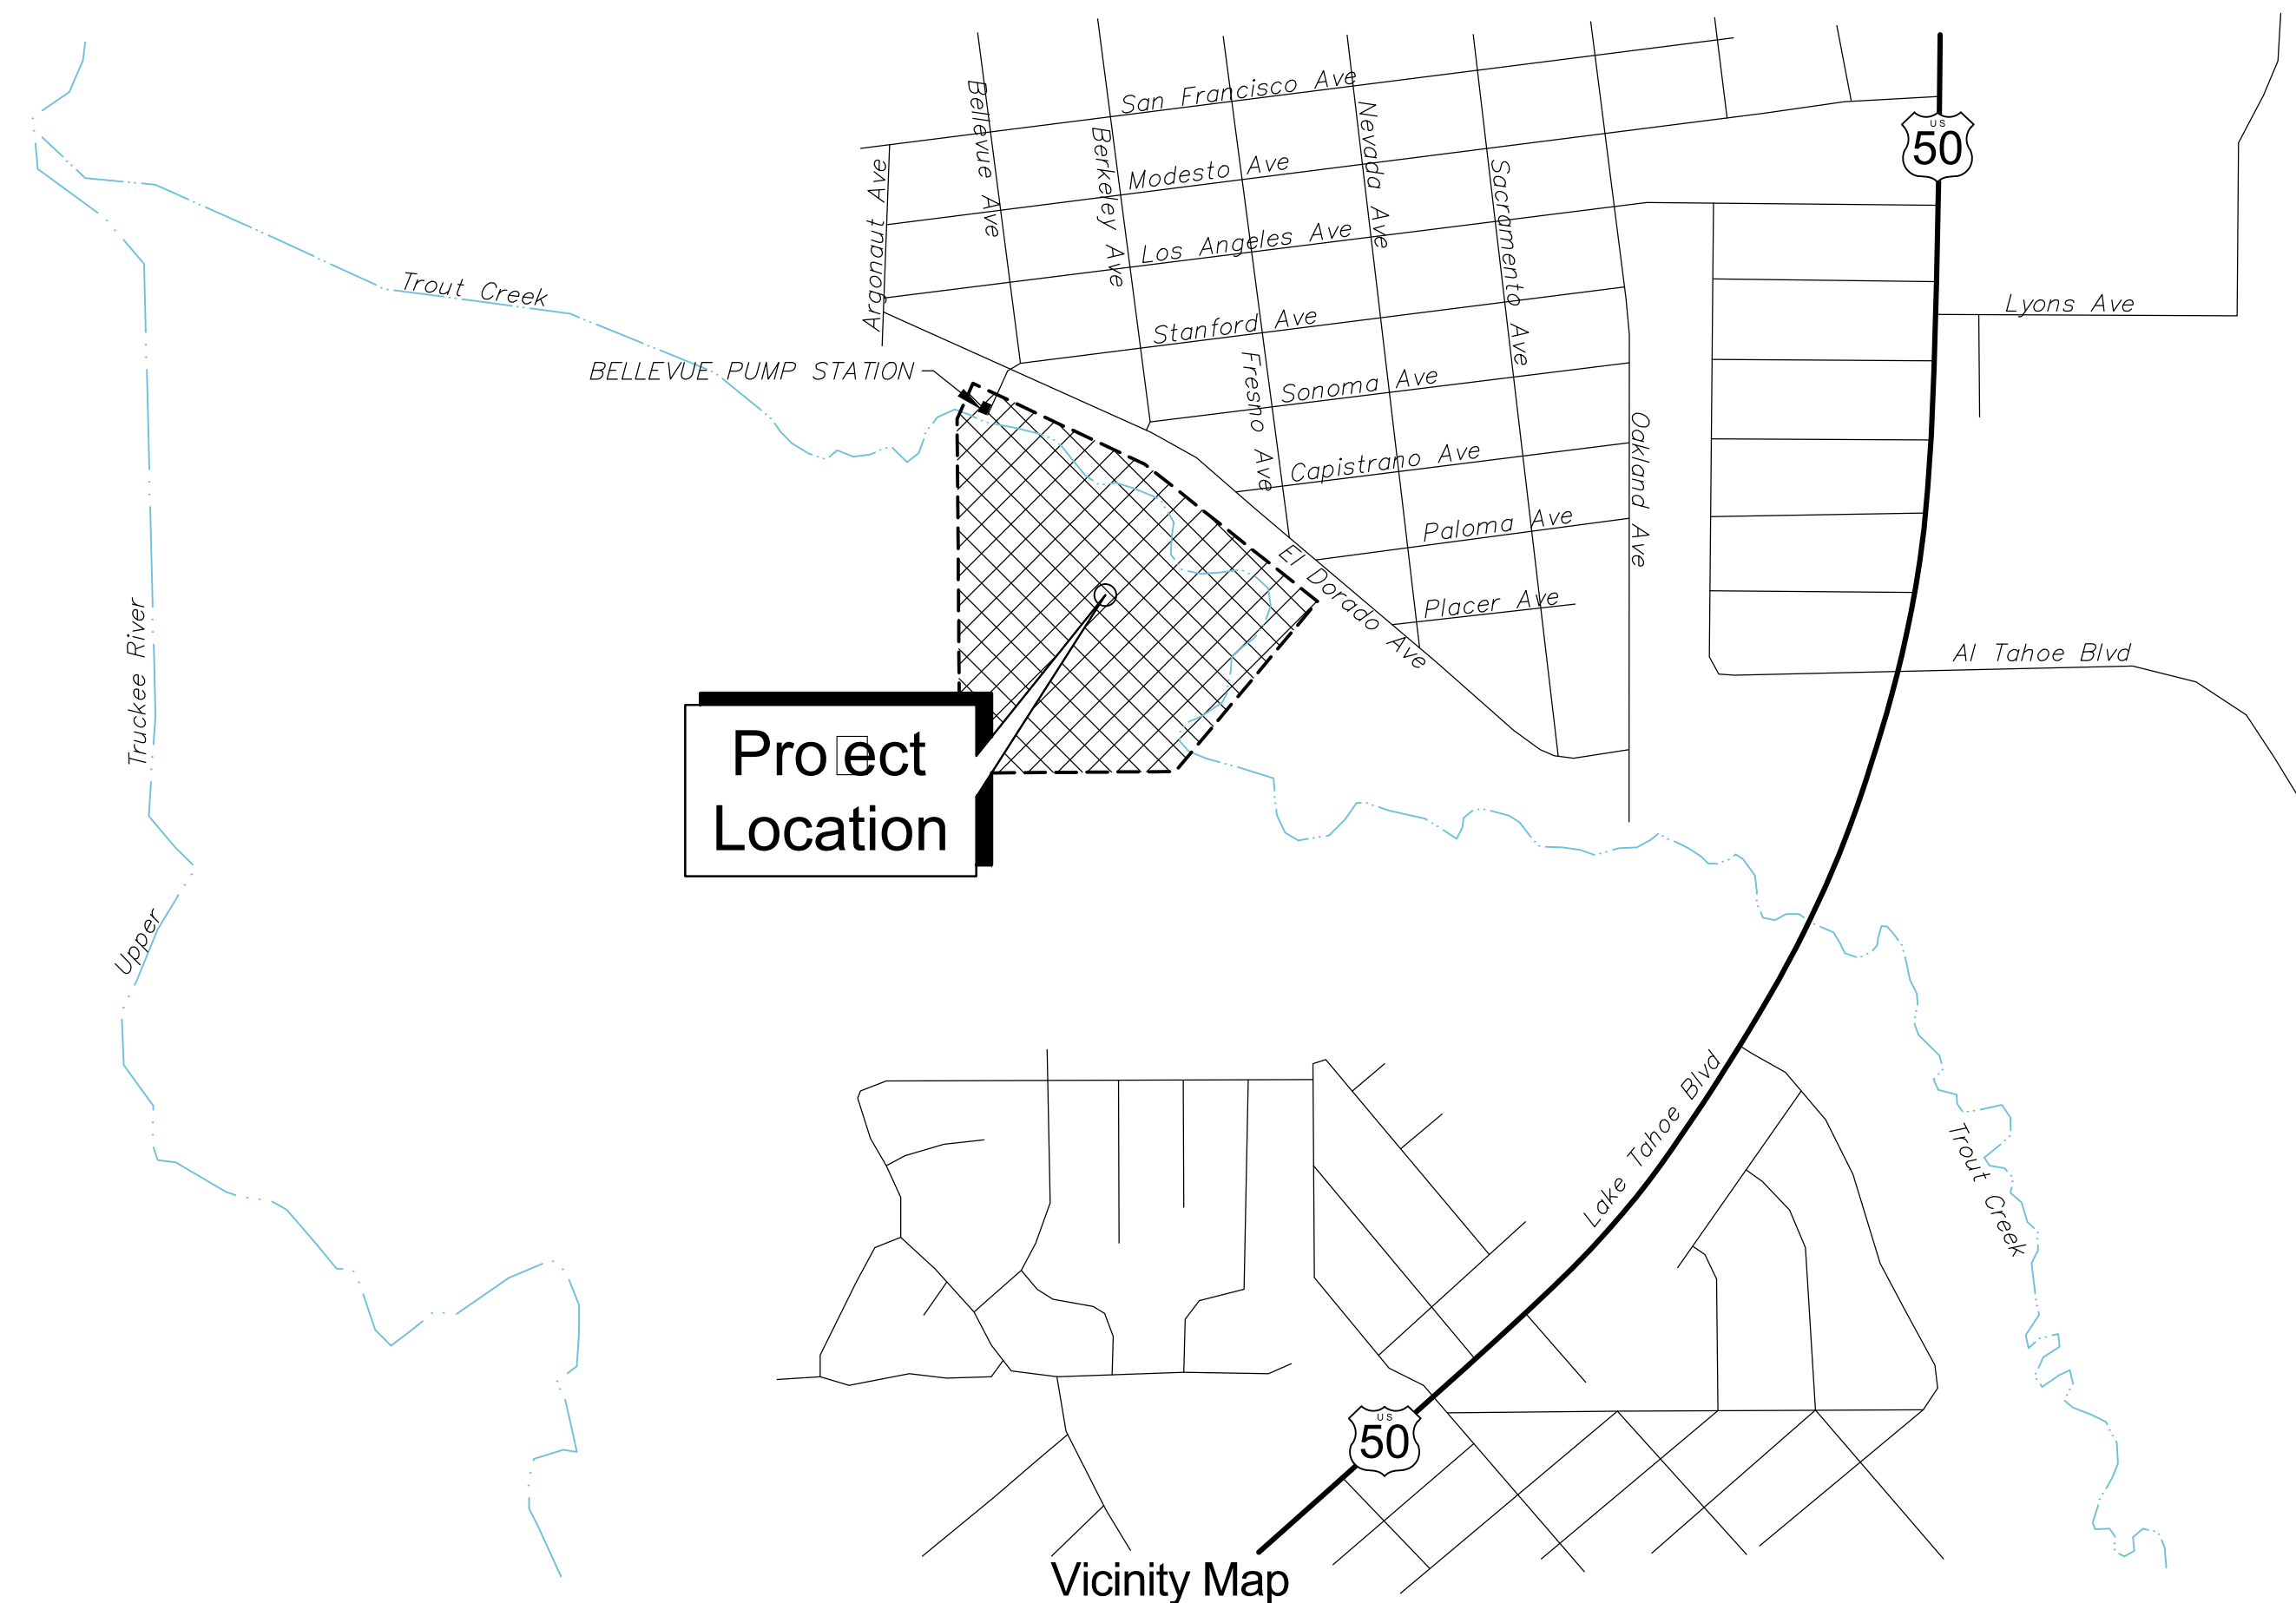 San Francisco Ave
Bellevue Ave
Berkeley Ave
Nevada Ave
US
50
Argonaut Ave
Modesto Ave
Sacramento Ave
Los Angeles Ave
Trout Creek
Lyons Ave
Stanford Ave
BELLEVUE PUMP STATION
Fresno Ave
Sonoma Ave
Oakland Ave
Capistrano Ave
Paloma Ave
El Dorado Ave
Placer Ave
Al Tahoe Blvd
Truckee River
Pro ect
Location
Upper
Lake Tahoe Blvd
Trout Creek
US
50
Vicinity Map